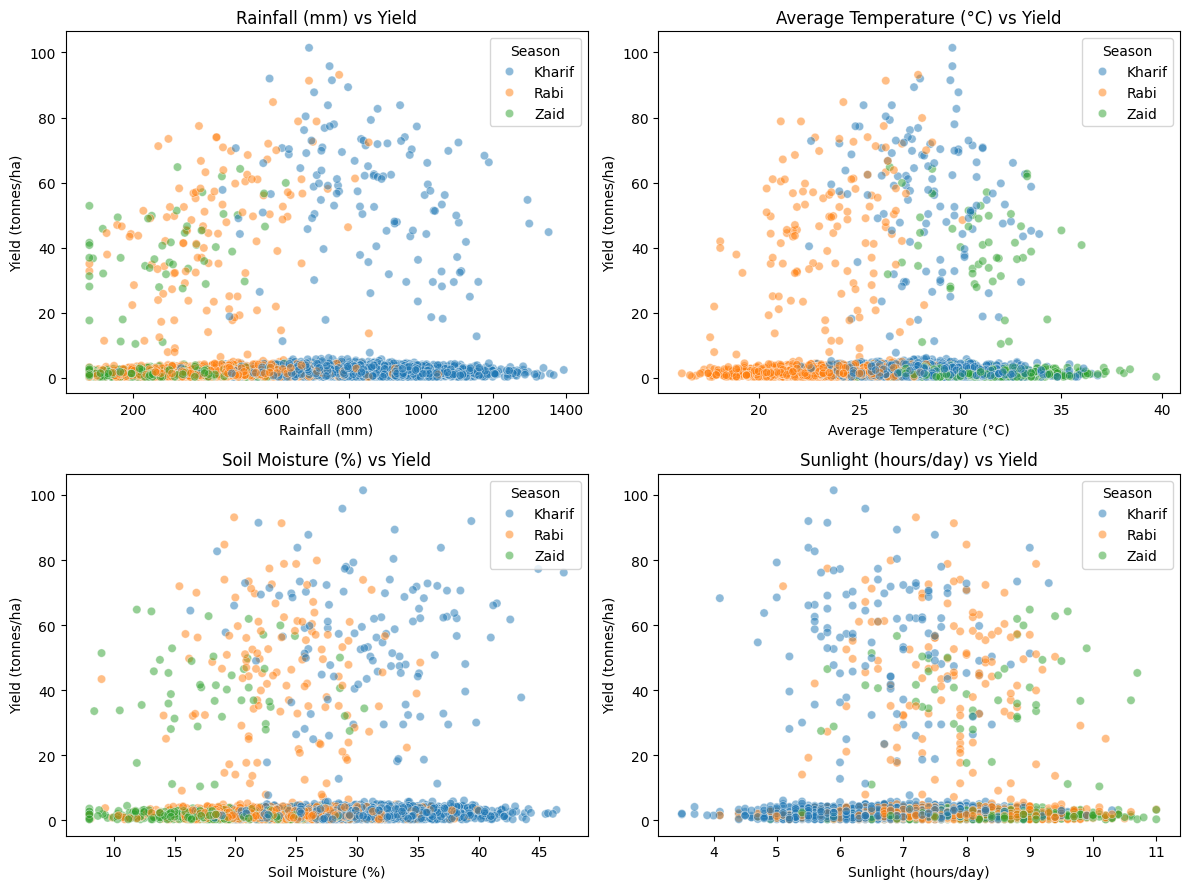 Rainfall (mm) vs Yield
Yield (tonnes/ha)
100
80
60
40
20
0
Season
Kharif
Rabi
Zaid
200 400 600 800 1000 1200 1400
Rainfall (mm)
Average Temperature (°C) vs Yield
Yield (tonnes/ha)
100
80
60
40
20
0
Season
Kharif
Rabi
Zaid
20 25 30 35 40
Average Temperature (°C)
Soil Moisture (%) vs Yield
Yield (tonnes/ha)
100
80
60
40
20
0
Season
Kharif
Rabi
Zaid
10 15 20 25 30 35 40 45
Soil Moisture (%)
Sunlight (hours/day) vs Yield
Yield (tonnes/ha)
100
80
60
40
20
0
Season
Kharif
Rabi
Zaid
4 5 6 7 8 9 10 11
Sunlight (hours/day)